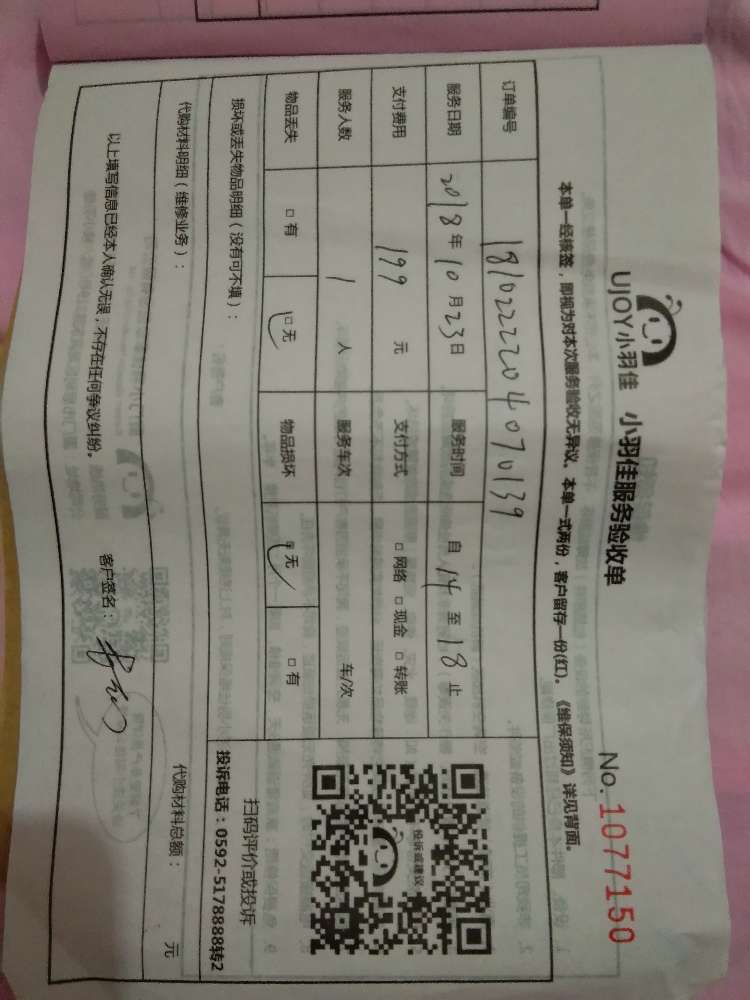 UJOY小羽佳 小羽佳服务验收单
No. 1077150
本单一经核签，即视为对本次服务验收无异议。本单一式两份，客户留存一份(红)。《维保须知》详见背面。
订单编号 1810222204070139
服务日期 2018年10月23日 服务时间 自 14 至 18 止
支付费用 199 元 支付方式 □ 网络 □ 现金 □ 转账
服务人数 1 人 服务车次 车/次
物品丢失 □ 有 □ 无 物品损坏 □ 无 □ 有
损坏或丢失物品明细（没有可不填）：
投诉或建议
扫码评价或投诉
投诉电话：0592-5178888转2
代购材料明细（维修业务）： 代购材料总额： 元
以上填写信息已经本人确认无误，不存在任何争议纠纷。 客户签名：